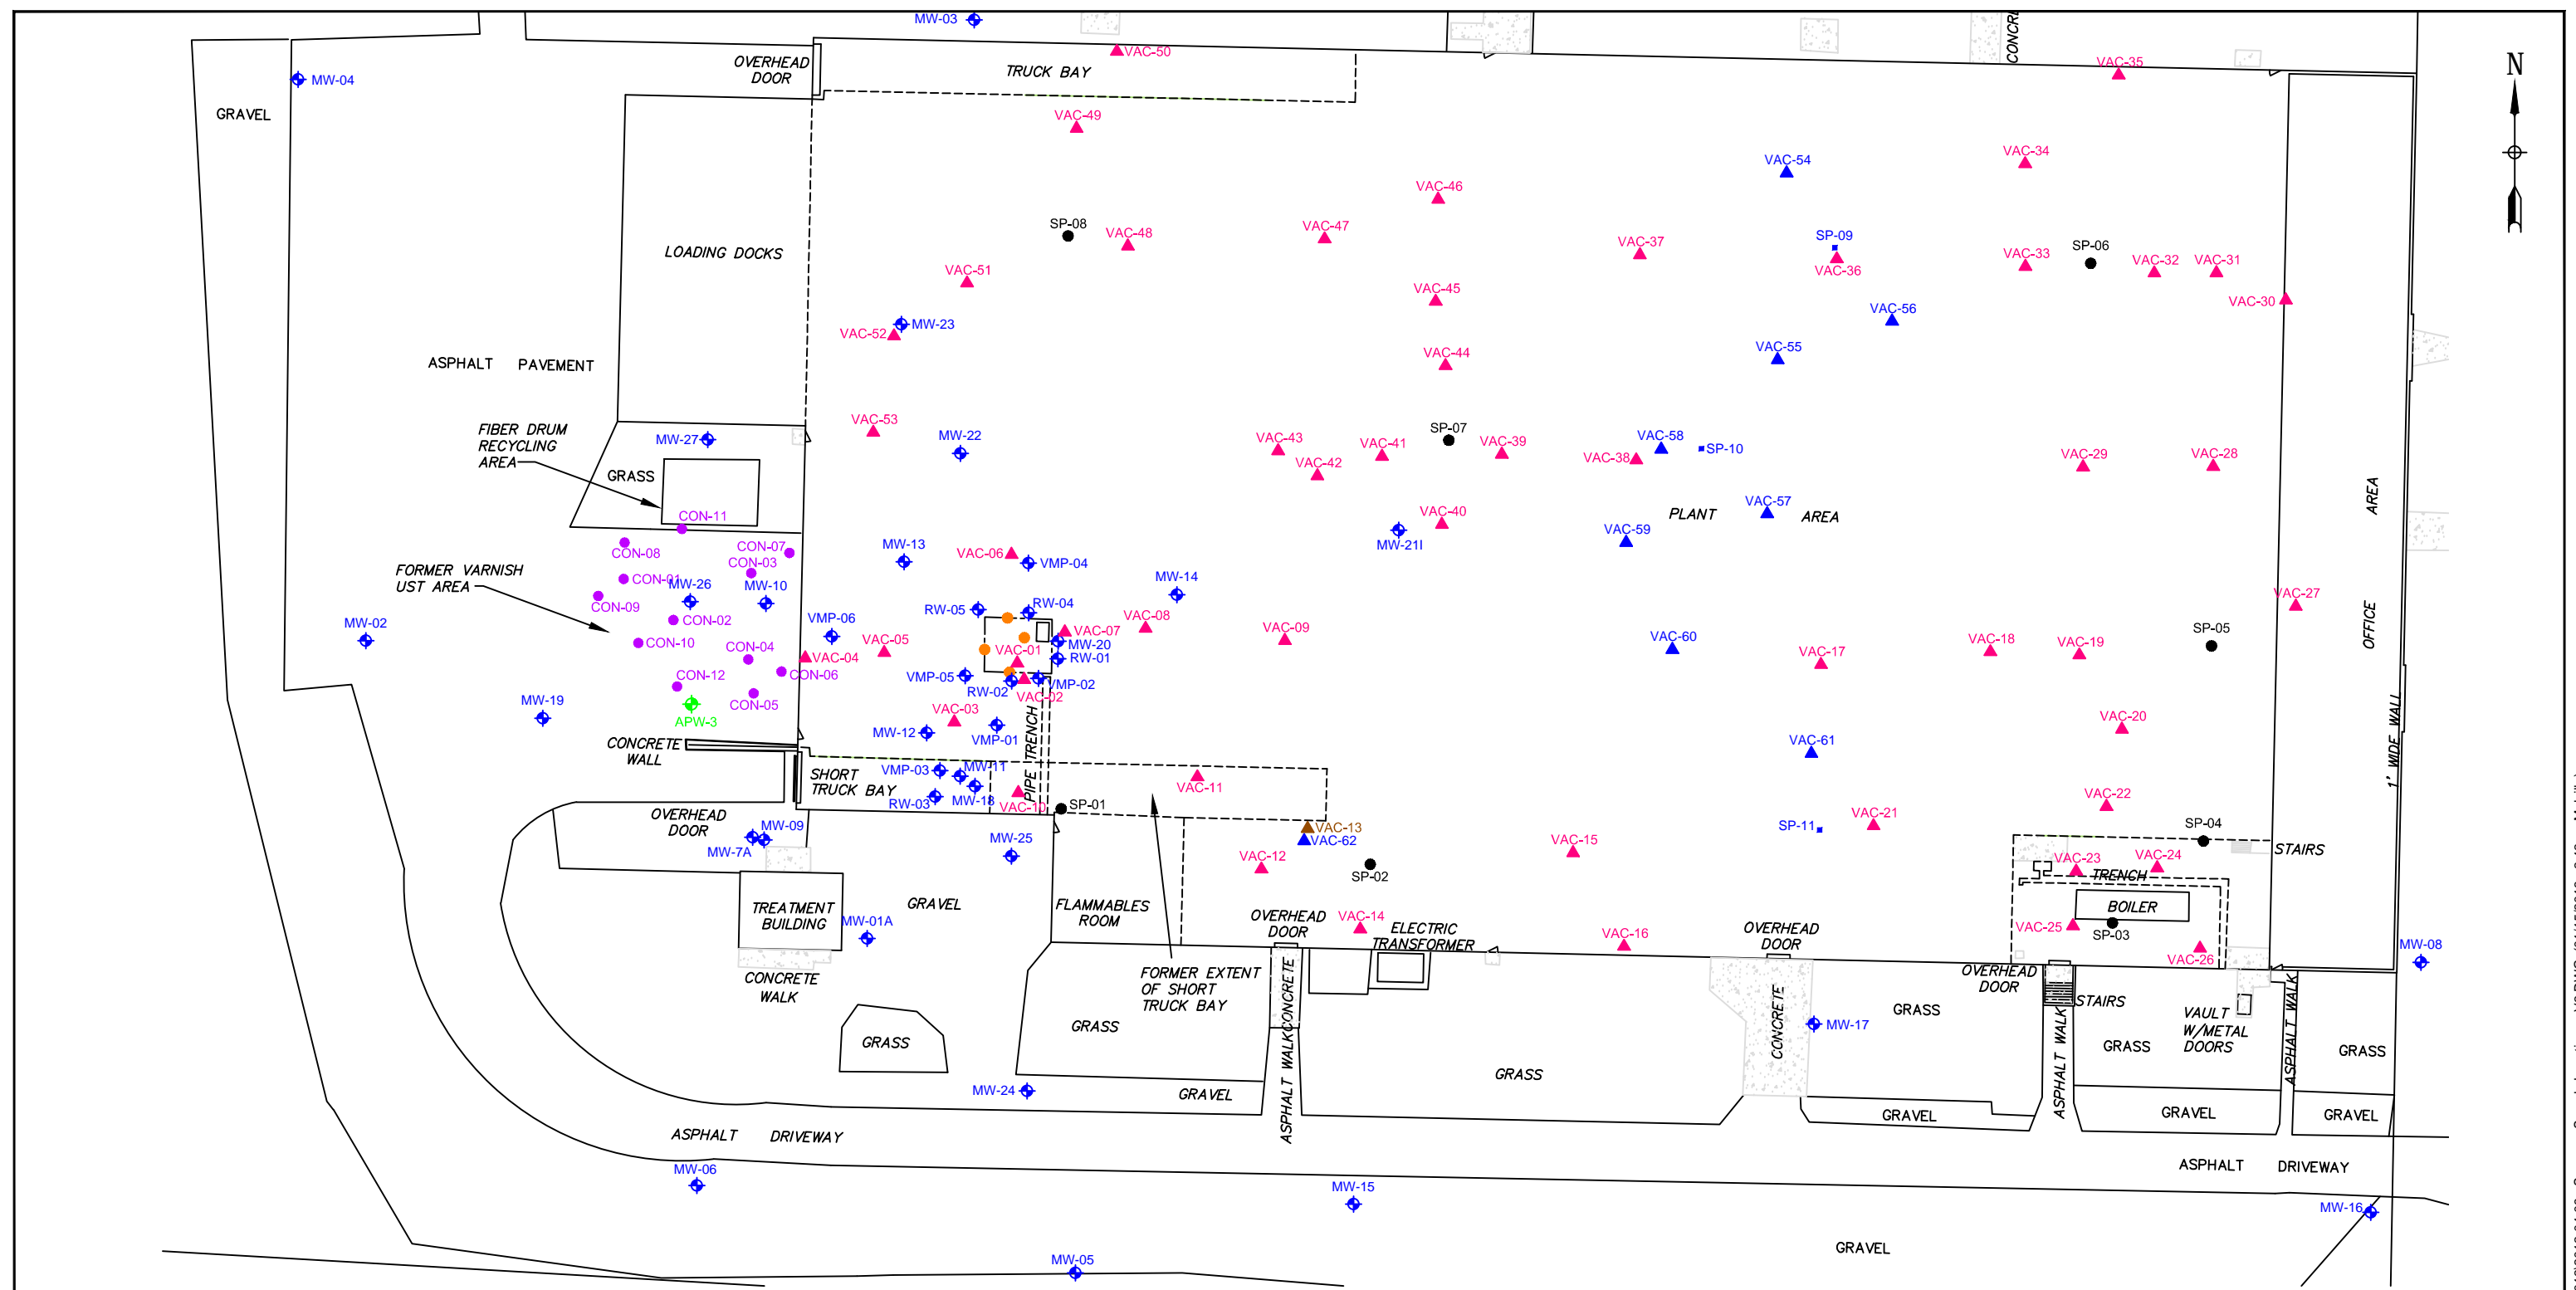 MW-03
VAC-50
OVERHEAD
DOOR
TRUCK BAY
CONCRE
VAC-35
N
MW-04
GRAVEL
VAC-49
VAC-34
VAC-54
VAC-46
SP-08
VAC-48
VAC-47
VAC-37
SP-09
VAC-36
VAC-33
SP-06
VAC-32
VAC-31
VAC-30
LOADING DOCKS
VAC-51
VAC-45
VAC-56
VAC-52
MW-23
VAC-55
VAC-44
ASPHALT PAVEMENT
VAC-53
FIBER DRUM
RECYCLING
AREA
MW-27
MW-22
VAC-43
VAC-41
SP-07
VAC-39
VAC-42
VAC-38
VAC-58
SP-10
VAC-29
VAC-28
GRASS
VAC-57
PLANT AREA
OFFICE AREA
CON-11
VAC-40
MW-21I
VAC-59
CON-08
CON-07
CON-03
MW-13
VAC-06
VMP-04
FORMER VARNISH
UST AREA
CON-01
MW-26
MW-10
MW-14
CON-09
CON-02
RW-05
RW-04
VAC-27
MW-02
CON-10
VMP-06
VAC-05
VAC-07
VAC-08
VAC-09
MW-20
RW-01
VAC-60
VAC-17
VAC-18
VAC-19
SP-05
CON-04
VAC-04
VAC-01
CON-06
CON-12
VMP-05
RW-02
VMP-02
VAC-02
CON-05
MW-19
APW-3
VAC-03
MW-12
VMP-01
PIPE TRENCH
VAC-20
1' WIDE WALL
CONCRETE
WALL
VAC-61
SHORT
TRUCK BAY
VMP-03
MW-11
RW-03
MW-18
VAC-10
SP-01
VAC-11
VAC-22
OVERHEAD
DOOR
MW-09
MW-7A
MW-25
VAC-13
VAC-62
VAC-12
SP-02
VAC-15
SP-11
VAC-21
SP-04
STAIRS
VAC-23
VAC-24
TRENCH
BOILER
VAC-25
SP-03
VAC-26
TREATMENT
BUILDING
MW-01A
GRAVEL
FLAMMABLES
ROOM
OVERHEAD
DOOR
VAC-14
ELECTRIC
TRANSFORMER
VAC-16
OVERHEAD
DOOR
MW-08
CONCRETE
WALK
FORMER EXTENT
OF SHORT
TRUCK BAY
ASPHALT WALK
CONCRETE
CONCRETE
OVERHEAD
DOOR
STAIRS
ASPHALT WALK
VAULT
W/METAL
DOORS
ASPHALT WALK
GRASS
GRASS
GRASS
MW-17
GRASS
GRASS
GRASS
MW-24
GRAVEL
GRAVEL
GRAVEL
GRAVEL
ASPHALT DRIVEWAY
ASPHALT DRIVEWAY
MW-06
MW-15
MW-16
MW-05
GRAVEL